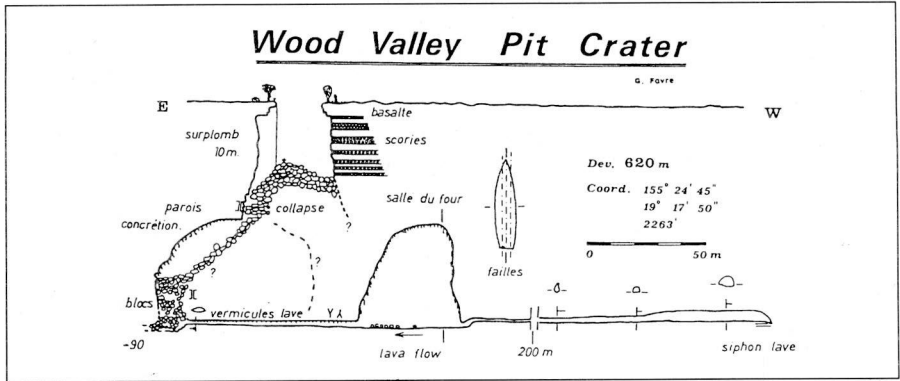 Wood Valley Pit Crater
G. Favre
E
W
basalte
surplomb
10 m.
scories
Dev. 620 m
Coord. 155° 24' 45"
19° 17' 50"
2263'
salle du four
parois
concrétion.
collapse
?
0 50 m
failles
?
?
blocs
vermicules lave
-90
lava flow
200 m
siphon lave